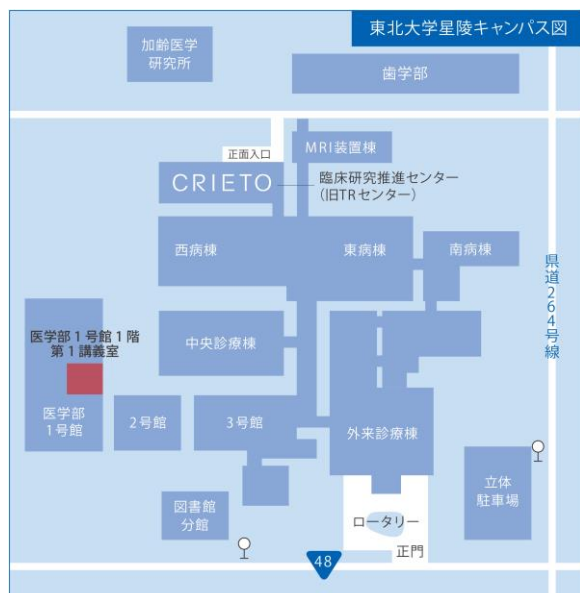 東北大学星陵キャンパス図
加齢医学
研究所
歯学部
正面入口
MRI装置棟
CRIETO
臨床研究推進センター
(旧TRセンター)
西病棟
東病棟
南病棟
県道264号線
医学部1号館1階
第1講義室
中央診療棟
医学部
1号館
2号館
3号館
外来診療棟
立体
駐車場
図書館
分館
ロータリー
正門
48